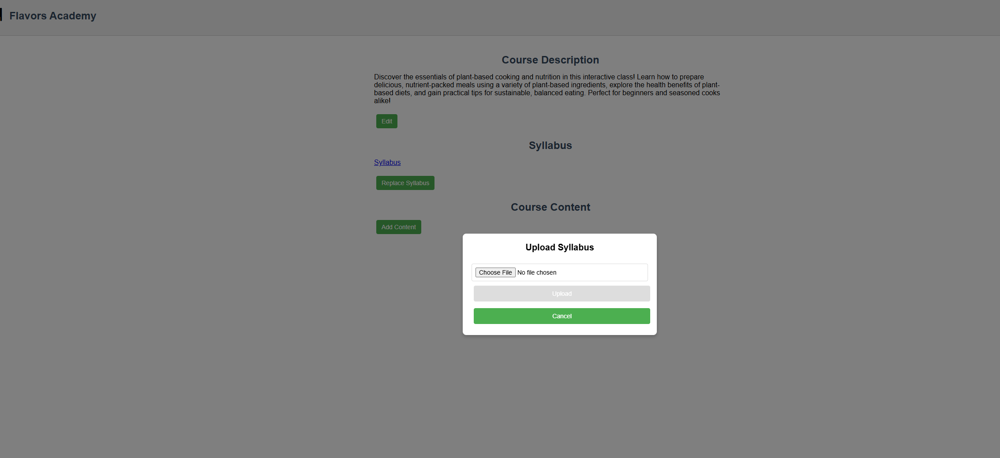 Flavors Academy
Course Description
Discover the essentials of plant-based cooking and nutrition in this interactive class! Learn how to prepare
delicious, nutrient-packed meals using a variety of plant-based ingredients, explore the health benefits of plant-
based diets, and gain practical tips for sustainable, balanced eating. Perfect for beginners and seasoned cooks
alike!
Edit
Syllabus
Syllabus
Replace Syllabus
Course Content
Add Content
Upload Syllabus
Choose File No file chosen
Upload
Cancel